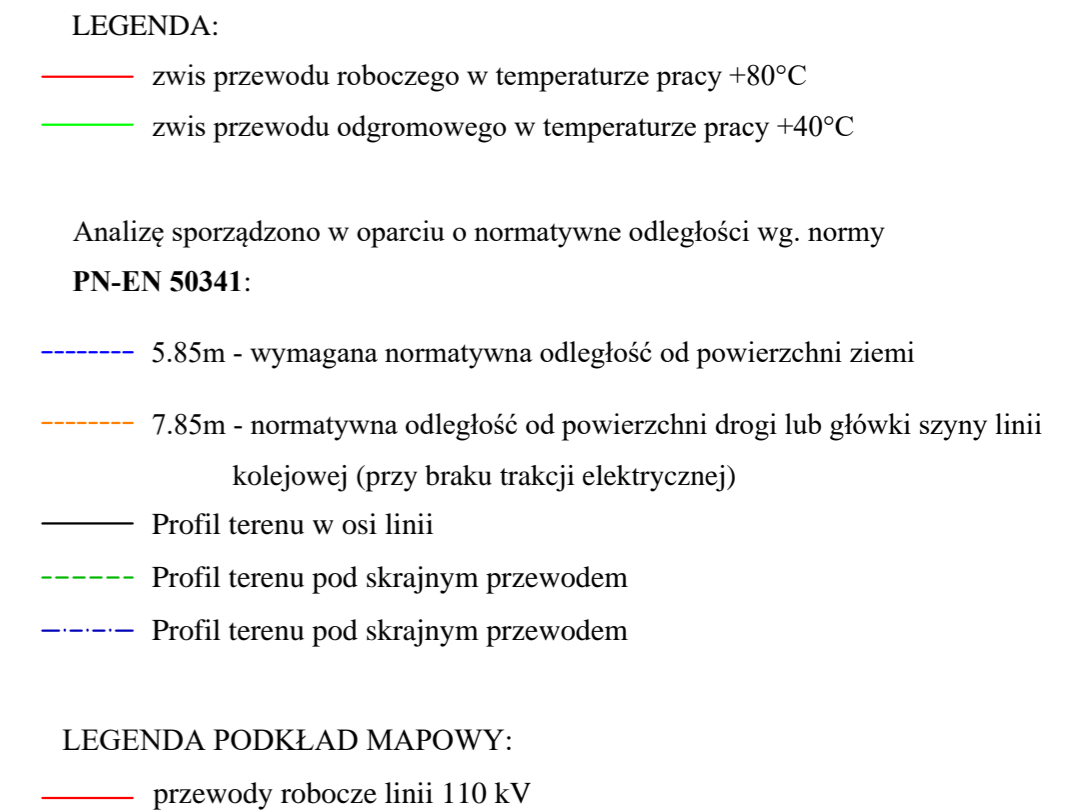 LEGENDA:
zwis przewodu roboczego w temperaturze pracy +80°C
zwis przewodu odgromowego w temperaturze pracy +40°C
Analizę sporządzono w oparciu o normatywne odległości wg. normy
PN-EN 50341:
5.85m - wymagana normatywna odległość od powierzchni ziemi
7.85m - normatywna odległość od powierzchni drogi lub główki szyny linii
kolejowej (przy braku trakcji elektrycznej)
Profil terenu w osi linii
Profil terenu pod skrajnym przewodem
Profil terenu pod skrajnym przewodem
LEGENDA PODKŁAD MAPOWY:
przewody robocze linii 110 kV